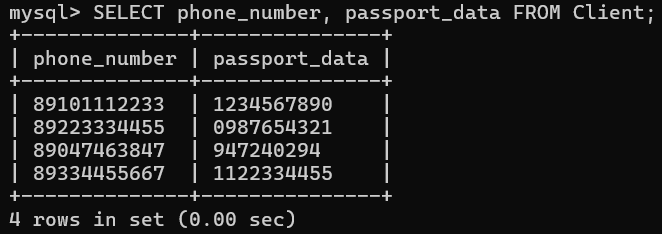 mysql> SELECT phone_number, passport_data FROM Client;
+--------------+---------------+
| phone_number | passport_data |
+--------------+---------------+
| 89101112233  | 1234567890    |
| 89223334455  | 0987654321    |
| 89047463847  | 947240294     |
| 89334455667  | 1122334455    |
+--------------+---------------+
4 rows in set (0.00 sec)